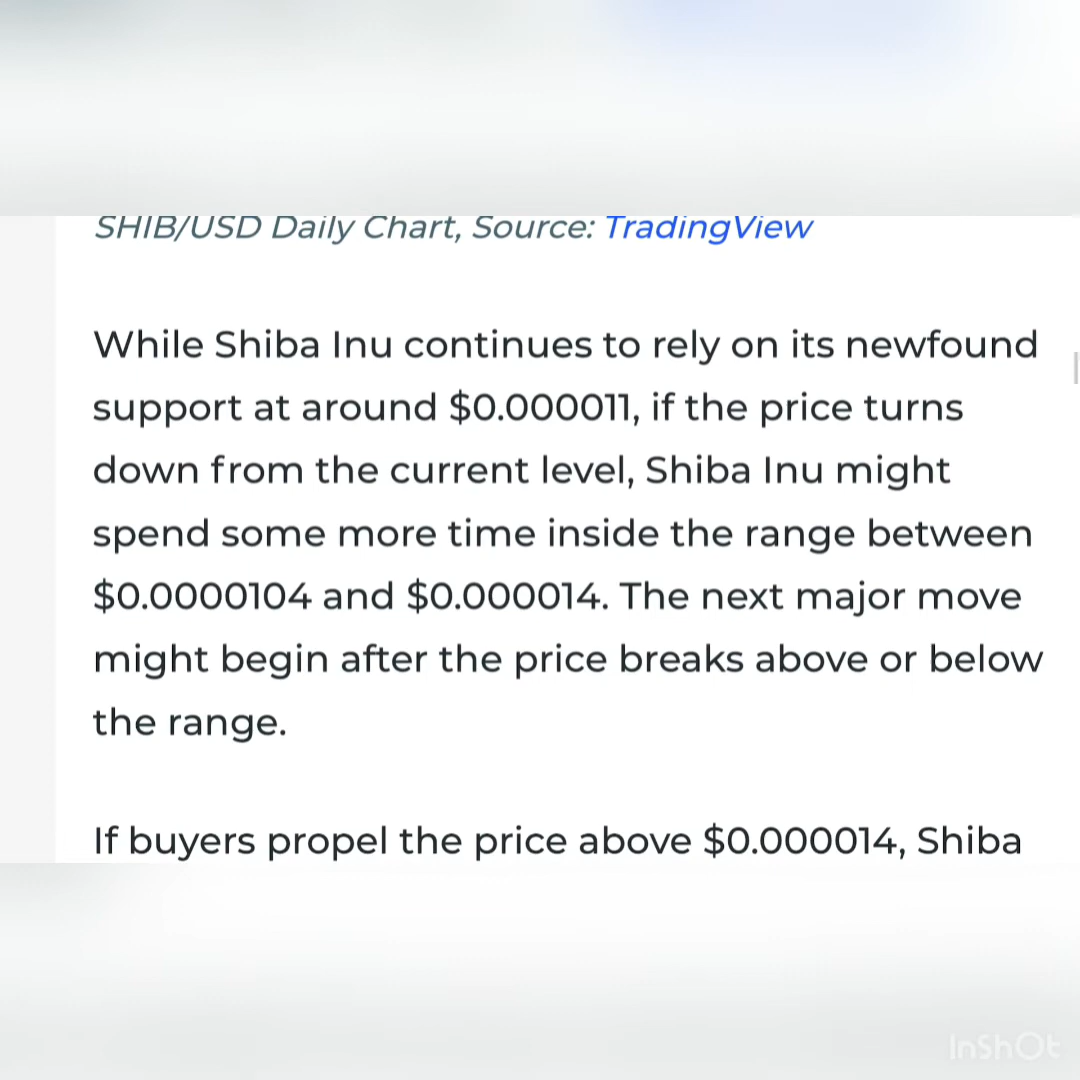 SHIB/USD Daily Chart, Source: TradingView
While Shiba Inu continues to rely on its newfound
support at around $0.000011, if the price turns
down from the current level, Shiba Inu might
spend some more time inside the range between
$0.0000104 and $0.000014. The next major move
might begin after the price breaks above or below
the range.
If buyers propel the price above $0.000014, Shiba
InShOt